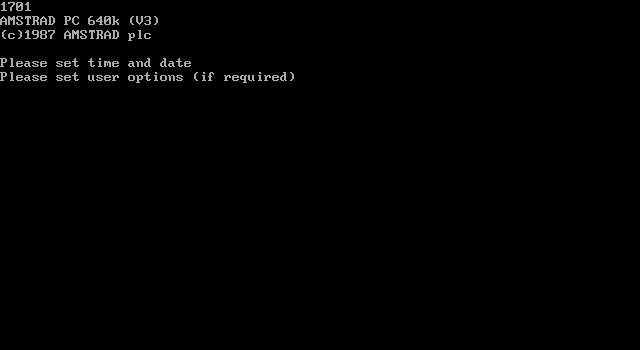 1701
AMSTRAD PC 640k (V3)
(c)1987 AMSTRAD plc
Please set time and date
Please set user options (if required)